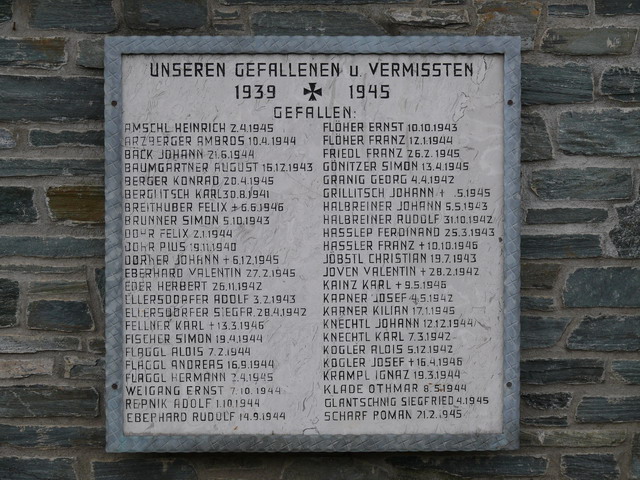 UNSEREN GEFALLENEN u. VERMISSTEN
1939 1945
GEFALLEN:
AMSCHL HEINRICH 2.4.1945
ARZBERGER AMBROS 10.4.1944
BÄCK JOHANN 21.6.1944
BAUMGARTNER AUGUST 16.12.1943
BERGER KONRAD 20.4.1945
BERGLITSCH KARL 30.8.1941
BREITHUBER FELIX + 6.6.1946
BRUNNER SIMON 5.10.1943
DOHR FELIX 2.1.1944
DOHR PIUS 19.11.1940
DORNER JOHANN + 6.12.1945
EBERHARD VALENTIN 27.2.1945
EDER HERBERT 26.11.1942
ELLERSDORFER ADOLF 3.2.1943
ELLERSDORFER SIEGFR. 28.4.1942
FELLNER KARL + 13.3.1946
FISCHER SIMON 19.4.1944
FLAGGL ALOIS 7.2.1944
FLAGGL ANDREAS 16.9.1944
FLAGGL HERMANN 2.4.1945
WEIGANG ERNST 7.10.1944
REPNIK ADOLF 1.10.1944
EBERHARD RUDOLF 14.9.1944
FLOHER ERNST 10.10.1943
FLOHER FRANZ 12.1.1944
FRIEDL FRANZ 26.2.1945
GÖNITZER SIMON 13.4.1945
GRANIG GEORG 4.4.1942
GRILLITSCH JOHANN + .5.1945
HALBREINER JOHANN 5.5.1943
HALBREINER RUDOLF 31.10.1942
HASSLER FERDINAND 25.3.1943
HASSLER FRANZ + 10.10.1946
JÖBSTL CHRISTIAN 19.7.1943
JOVEN VALENTIN + 28.2.1942
KAINZ KARL + 9.5.1946
KAPNER JOSEF 4.5.1942
KARNER KILIAN 17.1.1945
KNECHTL JOHANN 12.12.1944
KNECHTL KARL 7.3.1942
KOGLER ALOIS 5.12.1942
KOGLER JOSEF + 16.4.1946
KRAMPL IGNAZ 19.3.1944
KLADE OTHMAR 8.5.1944
GLANTSCHNIG SIEGFRIED 4.1945
SCHARF ROMAN 21.2.1945